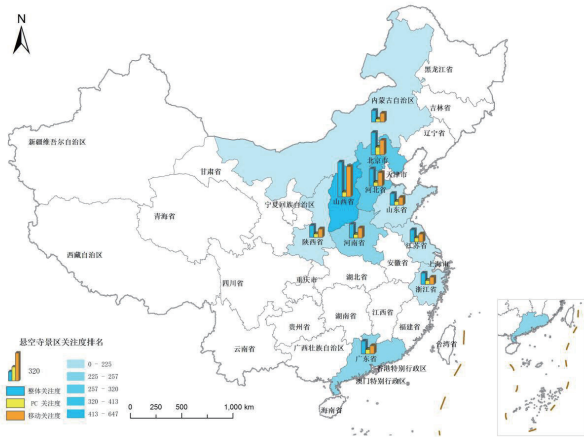 N
黑龙江省
内蒙古自治区
吉林省
辽宁省
新疆维吾尔自治区
北京市
天津市
甘肃省
河北省
山西省
宁夏回族自治区
山东省
青海省
陕西省
河南省
江苏省
西藏自治区
安徽省
上海市
湖北省
四川省
重庆市
浙江省
湖南省
江西省
贵州省
福建省
云南省
广西壮族自治区
台湾省
广东省
香港特别行政区
澳门特别行政区
海南省
悬空寺景区关注度排名
320
整体关注度
PC 关注度
移动关注度
0 - 225
225 - 257
257 - 320
320 - 413
413 - 647
0 250 500 1,000 km